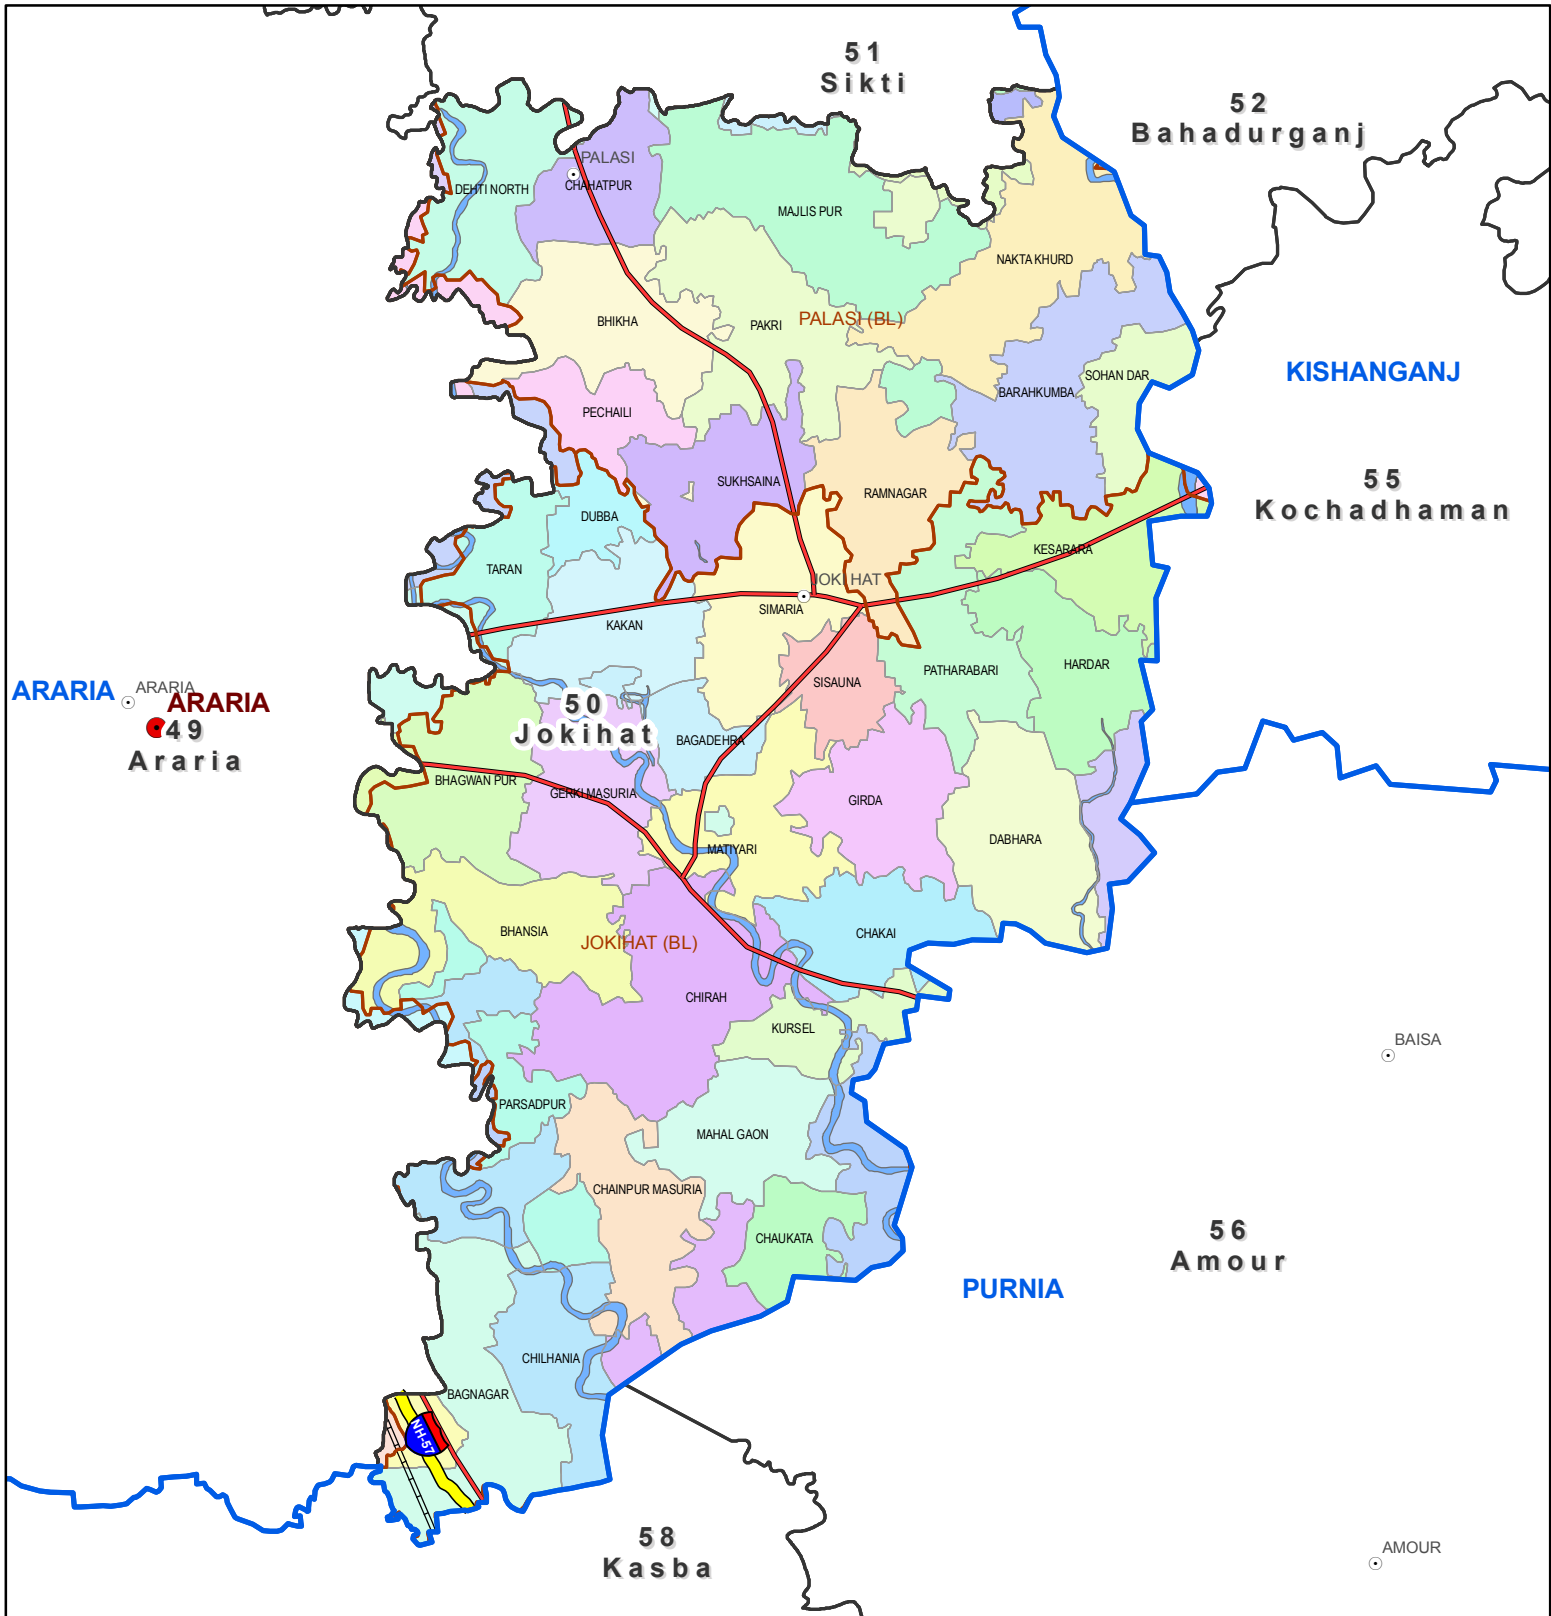 51
Sikti
52
Bahadurganj
PALASI
CHAHATPUR
DEHTI NORTH
MAJLIS PUR
NAKTA KHURD
BHIKHA
PAKRI
PALASI (BL)
KISHANGANJ
SOHAN DAR
BARAHKUMBA
PECHAILI
SUKHSAINA
RAMNAGAR
55
Kochadhaman
DUBBA
KESARARA
TARAN
JOKI HAT
SIMARIA
KAKAN
PATHARABARI
HARDAR
SISAUNA
ARARIA
ARARIA
ARARIA
49
Araria
50
Jokihat
BAGADEHRA
BHAGWAN PUR
GERKI MASURIA
GIRDA
DABHARA
MATIYARI
BHANSIA
JOKIHAT (BL)
CHAKAI
CHIRAH
KURSEL
BAISA
PARSADPUR
MAHAL GAON
CHAINPUR MASURIA
CHAUKATA
56
Amour
PURNIA
CHILHANIA
BAGNAGAR
NH-57
58
Kasba
AMOUR